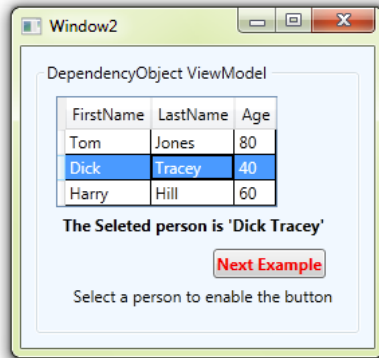 Window2
DependencyObject ViewModel
FirstName LastName Age
Tom Jones 80
Dick Tracey 40
Harry Hill 60
The Seleted person is 'Dick Tracey'
Next Example
Select a person to enable the button